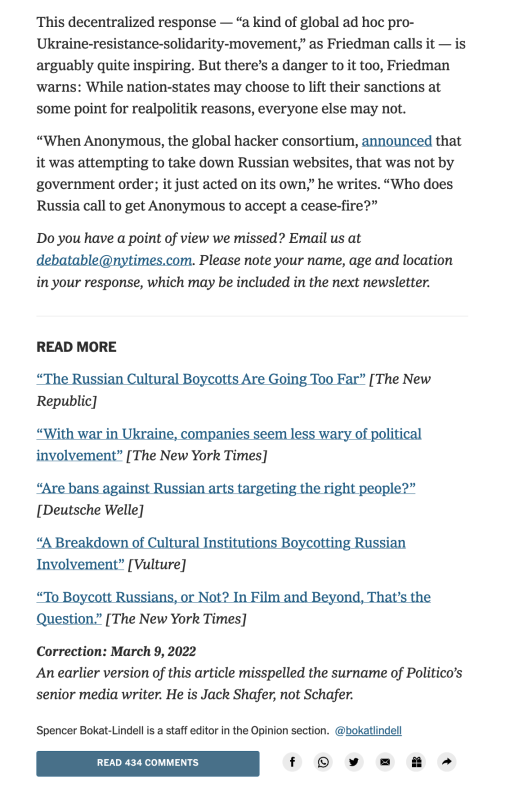 This decentralized response — “a kind of global ad hoc pro-
Ukraine-resistance-solidarity-movement,” as Friedman calls it — is
arguably quite inspiring. But there’s a danger to it too, Friedman
warns: While nation-states may choose to lift their sanctions at
some point for realpolitik reasons, everyone else may not.
“When Anonymous, the global hacker consortium, announced that
it was attempting to take down Russian websites, that was not by
government order; it just acted on its own,” he writes. “Who does
Russia call to get Anonymous to accept a cease-fire?”
Do you have a point of view we missed? Email us at
debatable@nytimes.com. Please note your name, age and location
in your response, which may be included in the next newsletter.
READ MORE
“The Russian Cultural Boycotts Are Going Too Far” [The New
Republic]
“With war in Ukraine, companies seem less wary of political
involvement” [The New York Times]
“Are bans against Russian arts targeting the right people?”
[Deutsche Welle]
“A Breakdown of Cultural Institutions Boycotting Russian
Involvement” [Vulture]
“To Boycott Russians, or Not? In Film and Beyond, That’s the
Question.” [The New York Times]
Correction: March 9, 2022
An earlier version of this article misspelled the surname of Politico’s
senior media writer. He is Jack Shafer, not Schafer.
Spencer Bokat-Lindell is a staff editor in the Opinion section. @bokatlindell
READ 434 COMMENTS